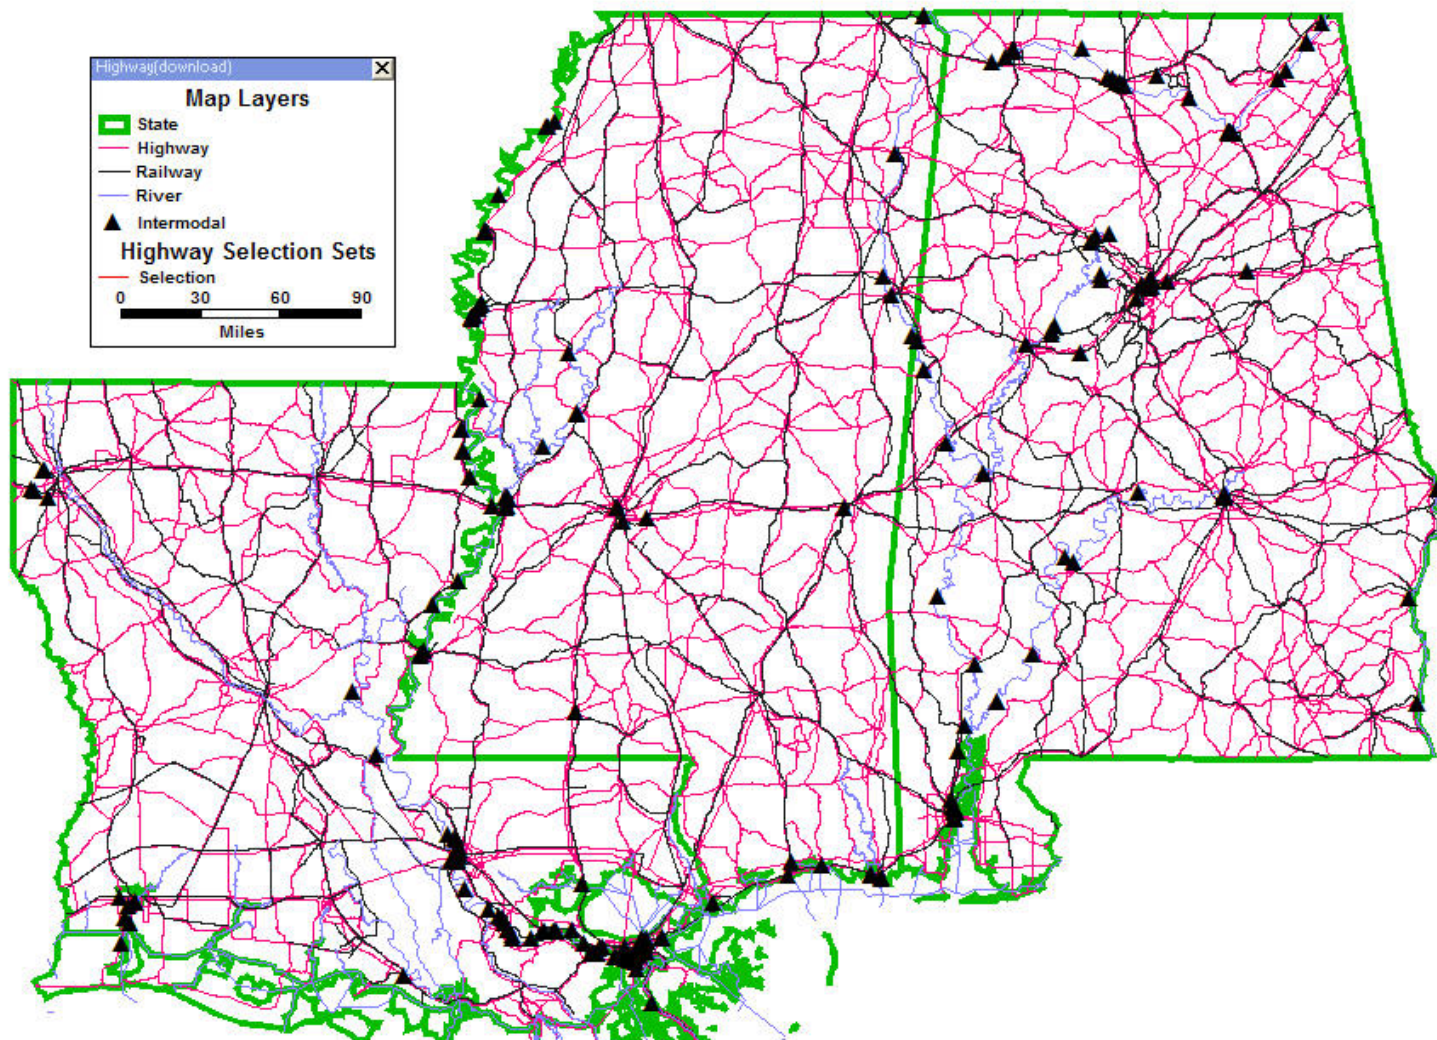 Highway(download)
Map Layers
State
Highway
Railway
River
Intermodal
Highway Selection Sets
Selection
0 30 60 90
Miles